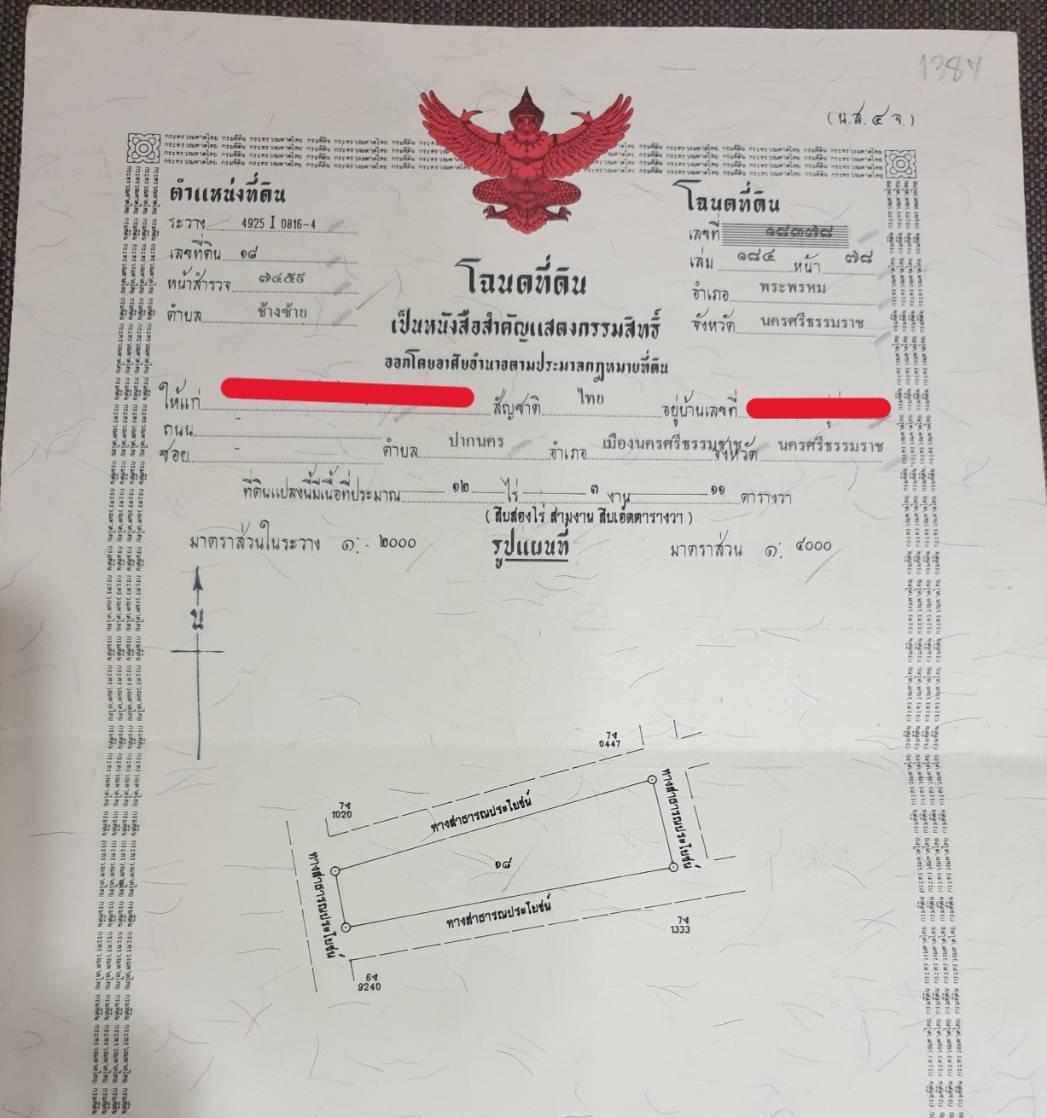 1384
(น.ส. ๔ จ.)
ตำแหน่งที่ดิน
ระวาง 4925 I 0816-4
เลขที่ดิน ๑๘
หน้าสำรวจ ๑๔๕๙
ตำบล ช้างซ้าย
โฉนดที่ดิน
เลขที่ ๑๘๓๗๘
เล่ม ๑๘๔ หน้า ๗๘
อำเภอ พระพรหม
จังหวัด นครศรีธรรมราช
โฉนดที่ดิน
เป็นหนังสือสำคัญแสดงกรรมสิทธิ์
ออกโดยอาศัยอำนาจตามประมวลกฎหมายที่ดิน
ให้แก่ สัญชาติ ไทย อยู่บ้านเลขที่
ถนน -
ซอย - ตำบล ปากนคร อำเภอ เมืองนครศรีธรรมราช จังหวัด นครศรีธรรมราช
ที่ดินแปลงนี้มีเนื้อที่ประมาณ ๑๒ ไร่ ๓ งาน ๑๑ ตารางวา
( สิบสองไร่ สามงาน สิบเอ็ดตารางวา )
มาตราส่วนในระวาง ๑:- ๒๐๐๐ รูปแผนที่ มาตราส่วน ๑: ๔๐๐๐
น
7ง
0447
7ง
1020
ทางสาธารณประโยชน์
ทางสาธารณประโยชน์
๑๘
ทางสาธารณประโยชน์
ทางสาธารณประโยชน์
7ง
1333
6ง
9240